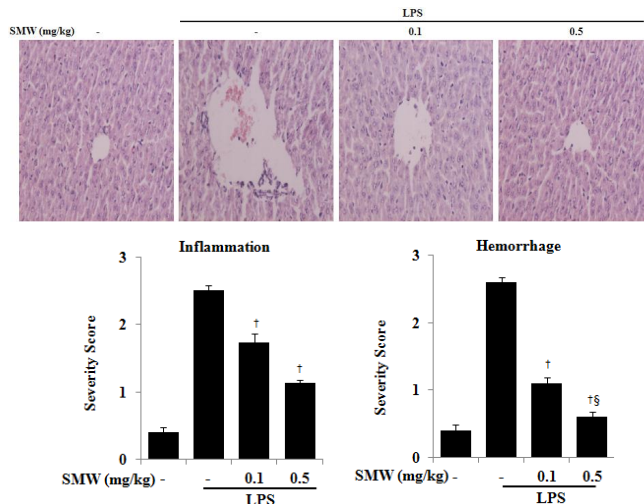 LPS
SMW (mg/kg) - - 0.1 0.5
Inflammation
Severity Score
3
2
1
0
†
†
SMW (mg/kg) - - 0.1 0.5
LPS
Hemorrhage
Severity Score
3
2
1
0
†
†§
SMW (mg/kg) - - 0.1 0.5
LPS